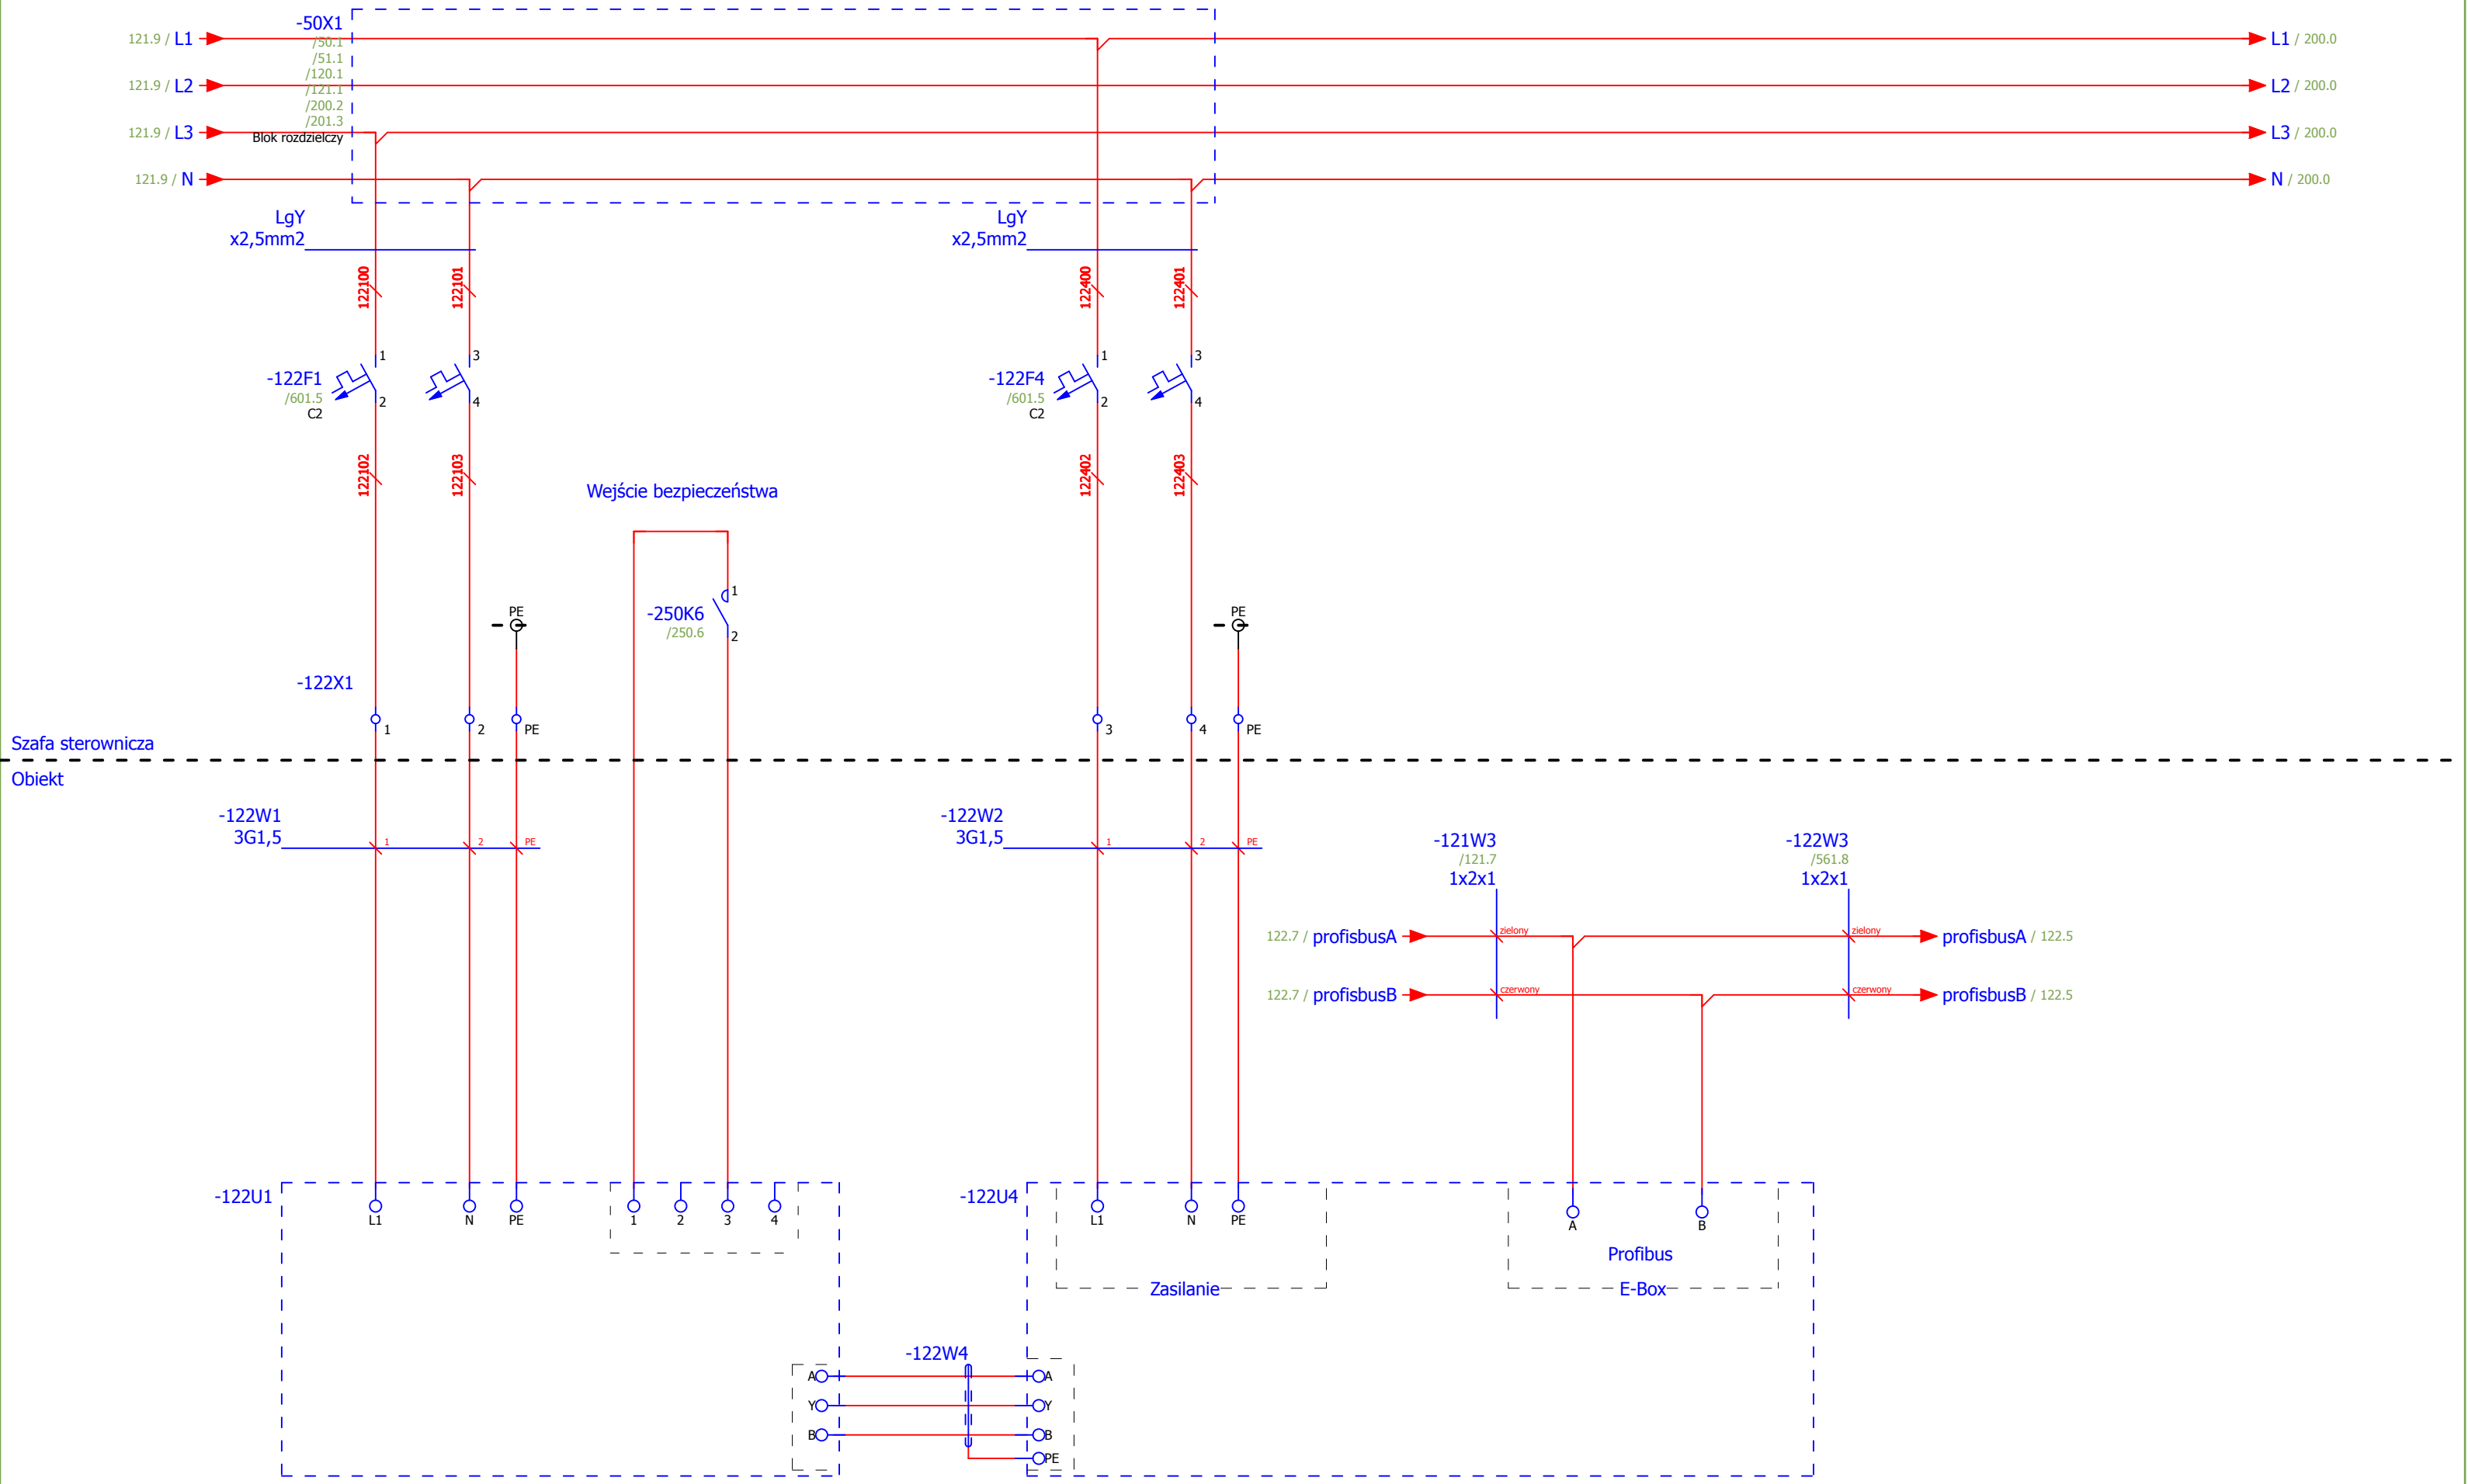 -50X1
/50.1
/51.1
/120.1
/121.1
/200.2
/201.3
Blok rozdzielczy
121.9 / L1
L1 / 200.0
121.9 / L2
L2 / 200.0
121.9 / L3
L3 / 200.0
121.9 / N
N / 200.0
LgY
x2,5mm2
LgY
x2,5mm2
122100
122101
122400
122401
-122F1
/601.5
C2
1
2
3
4
-122F4
/601.5
C2
1
2
3
4
122102
122103
122402
122403
Wejście bezpieczeństwa
-250K6
/250.6
1
2
PE
PE
-122X1
1
2
PE
3
4
PE
Szafa sterownicza
Obiekt
-122W1
3G1,5
1
2
PE
-122W2
3G1,5
1
2
PE
-121W3
/121.7
1x2x1
-122W3
/561.8
1x2x1
122.7 / profisbusA
zielony
zielony
profisbusA / 122.5
122.7 / profisbusB
czerwony
czerwony
profisbusB / 122.5
-122U1
L1
N
PE
1
2
3
4
-122U4
L1
N
PE
Zasilanie
A
B
Profibus
E-Box
-122W4
A
A
Y
Y
B
B
PE